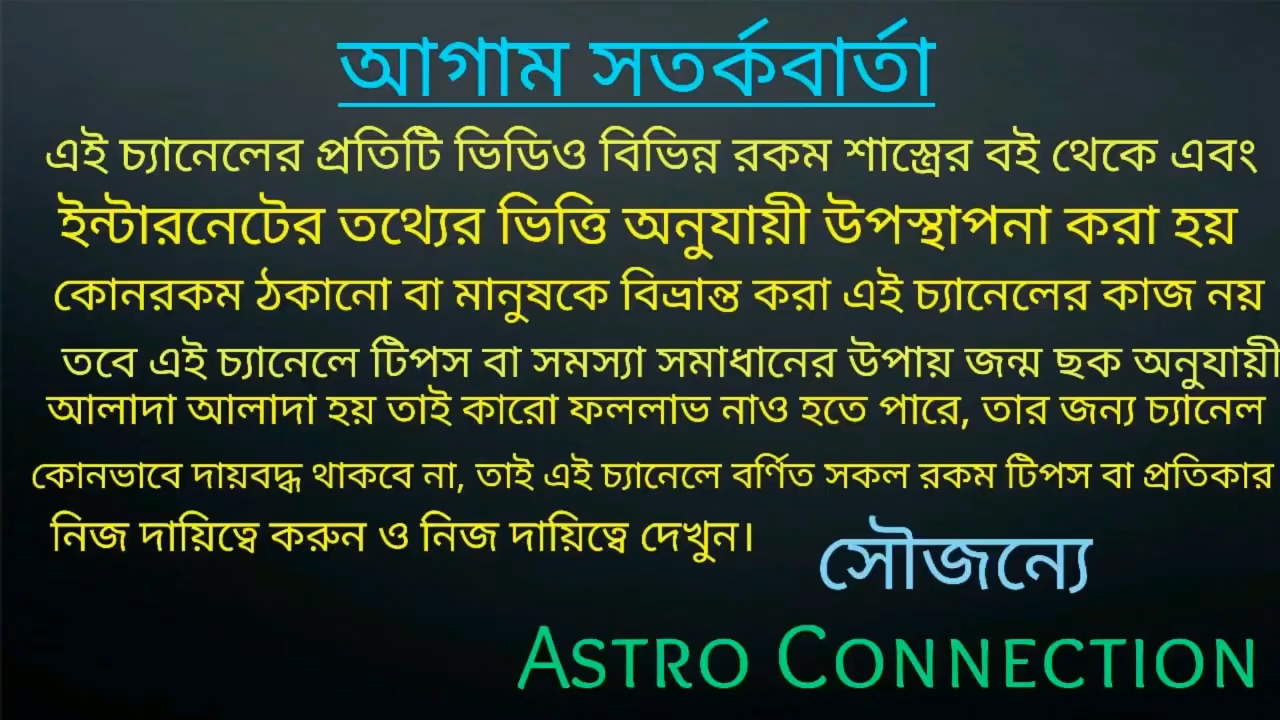 আগাম সতর্কবার্তা
এই চ্যানেলের প্রতিটি ভিডিও বিভিন্ন রকম শাস্ত্রের বই থেকে এবং
ইন্টারনেটের তথ্যের ভিত্তি অনুযায়ী উপস্থাপনা করা হয়
কোনরকম ঠকানো বা মানুষকে বিভ্রান্ত করা এই চ্যানেলের কাজ নয়
তবে এই চ্যানেলে টিপস বা সমস্যা সমাধানের উপায় জন্ম ছক অনুযায়ী
আলাদা আলাদা হয় তাই কারো ফললাভ নাও হতে পারে, তার জন্য চ্যানেল
কোনভাবে দায়বদ্ধ থাকবে না, তাই এই চ্যানেলে বর্ণিত সকল রকম টিপস বা প্রতিকার
নিজ দায়িত্বে করুন ও নিজ দায়িত্বে দেখুন।
সৌজন্যে
ASTRO CONNECTION